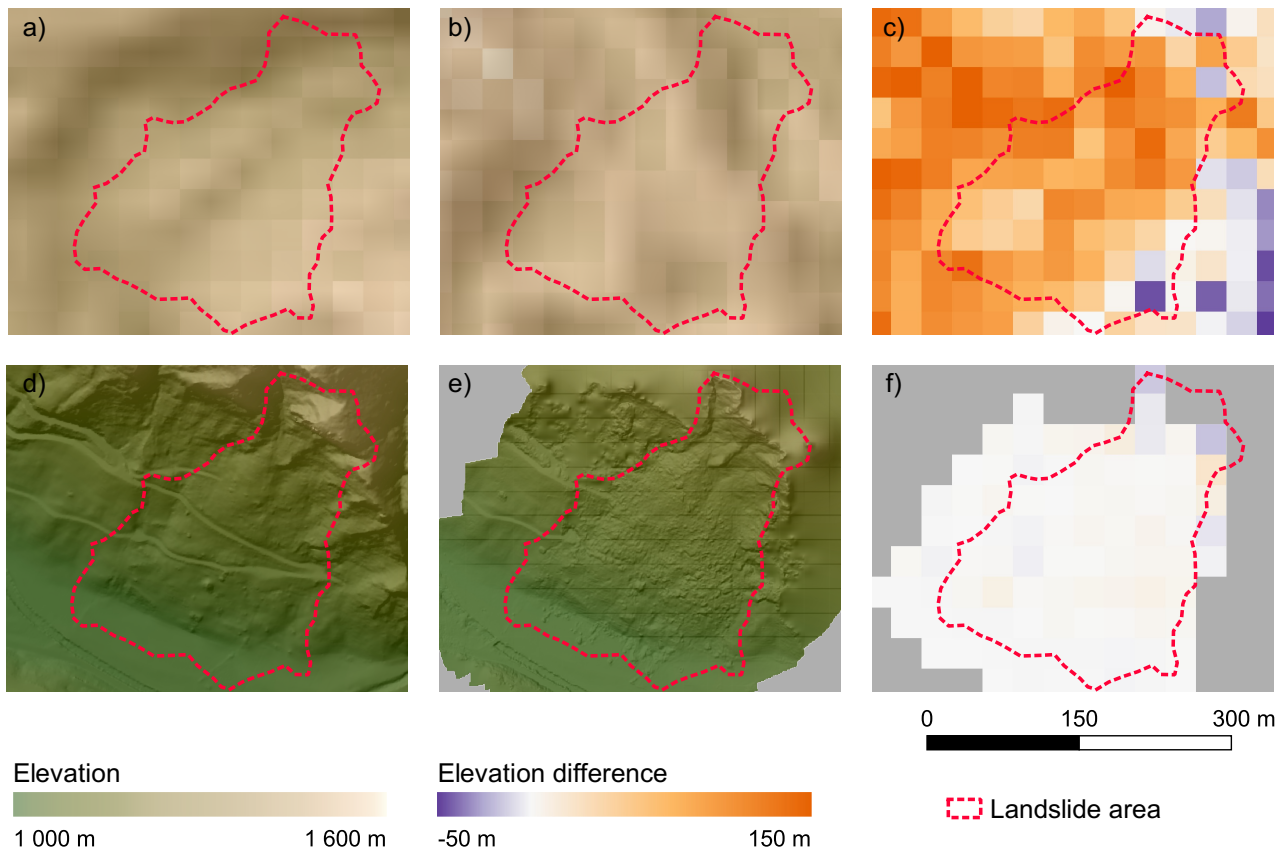 a)
b)
c)
d)
e)
f)
0 150 300 m
Elevation
1 000 m 1 600 m
Elevation difference
-50 m 150 m
Landslide area